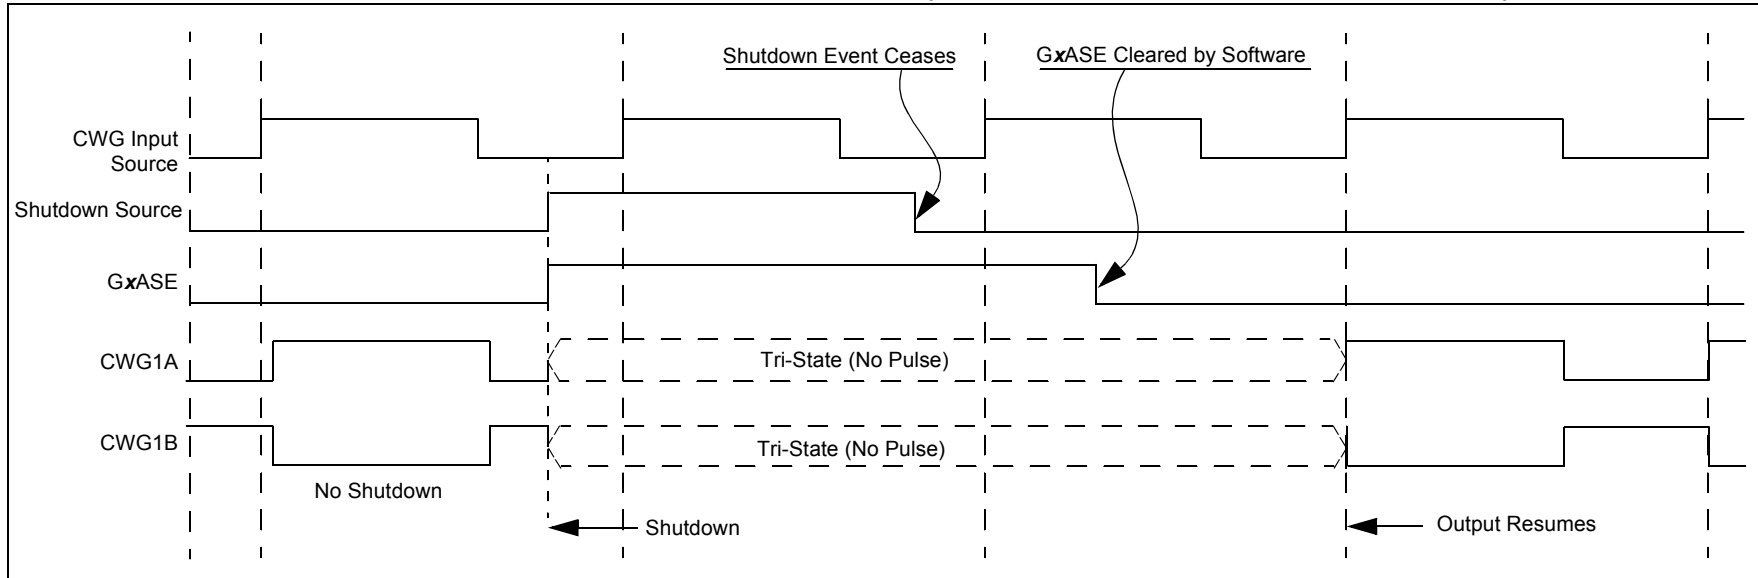 Shutdown Event Ceases
GxASE Cleared by Software
CWG Input
Source
Shutdown Source
GxASE
CWG1A
Tri-State (No Pulse)
CWG1B
Tri-State (No Pulse)
No Shutdown
Shutdown
Output Resumes